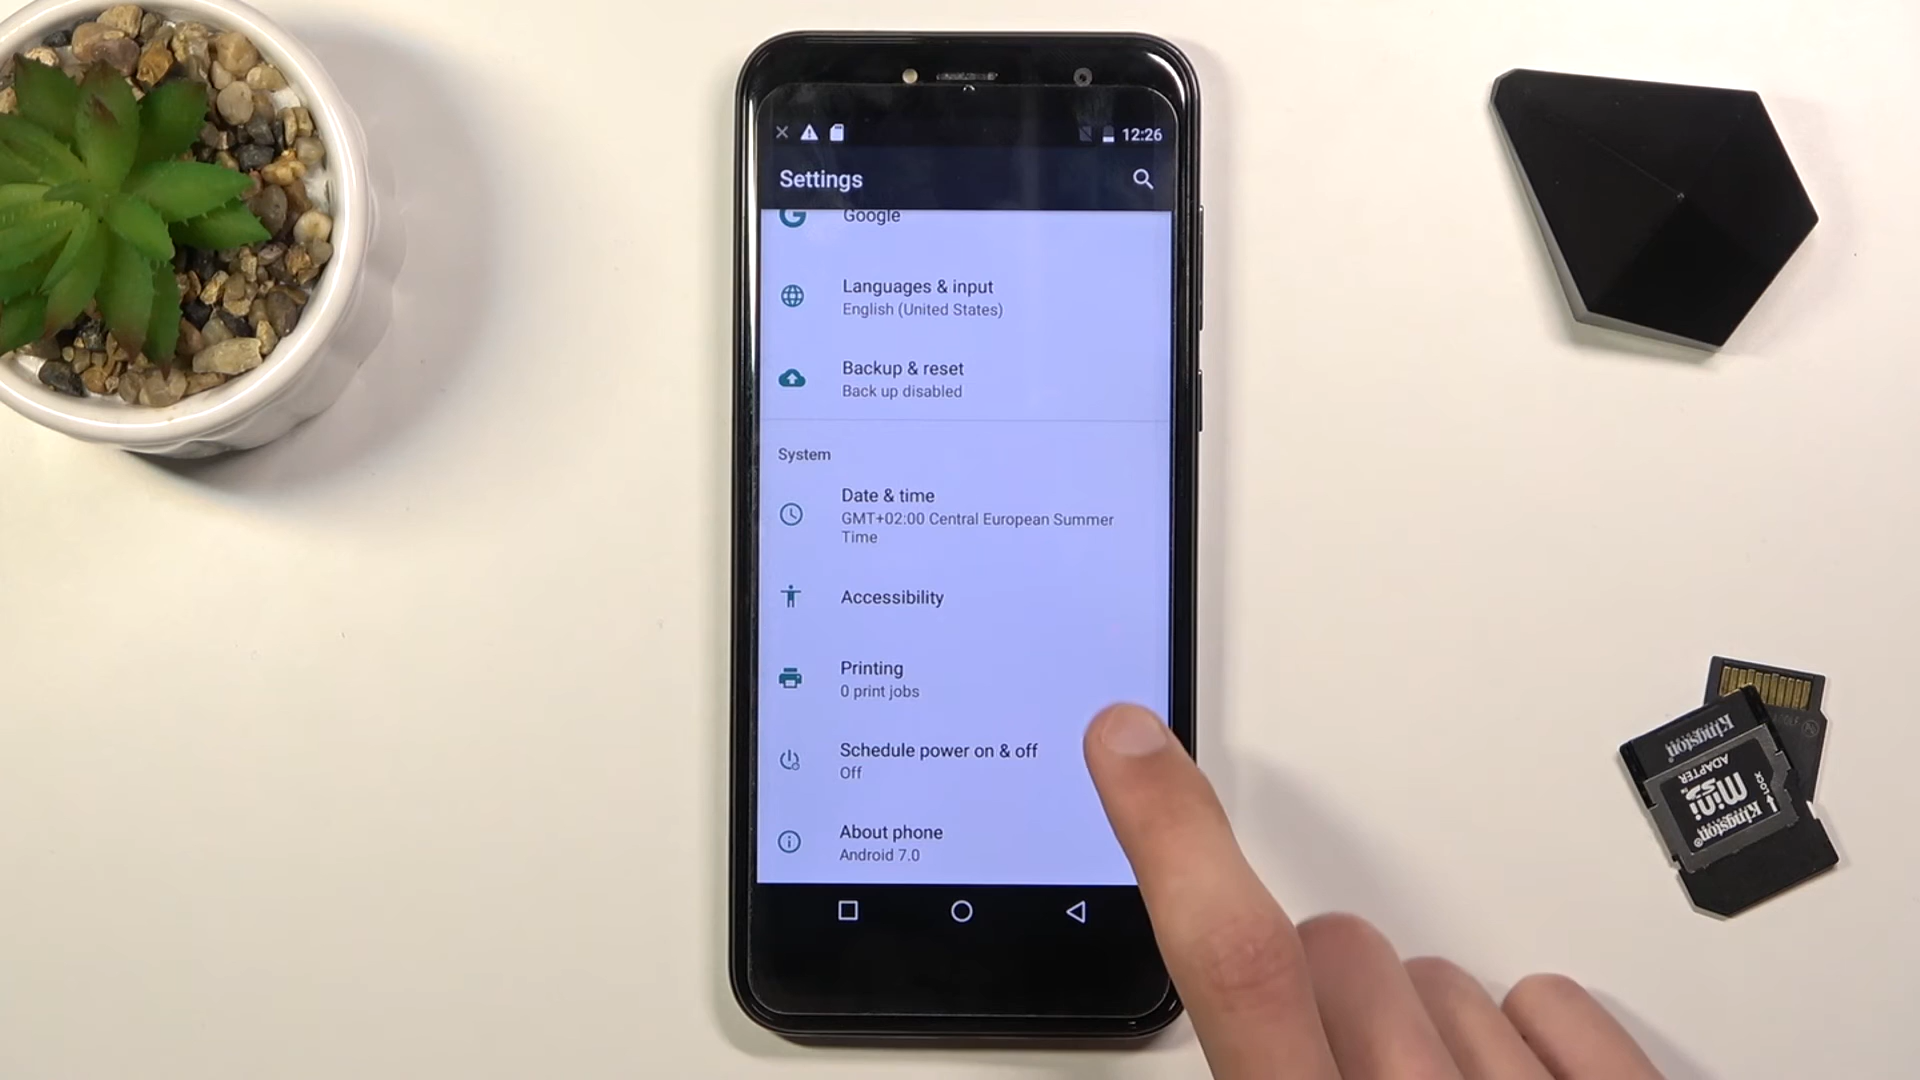 12:26
Settings
Google
Languages & input
English (United States)
Backup & reset
Back up disabled
System
Date & time
GMT+02:00 Central European Summer
Time
Accessibility
Printing
0 print jobs
Schedule power on & off
Off
About phone
Android 7.0
Kingston
ADAPTER
mini
LOCK
Kingston